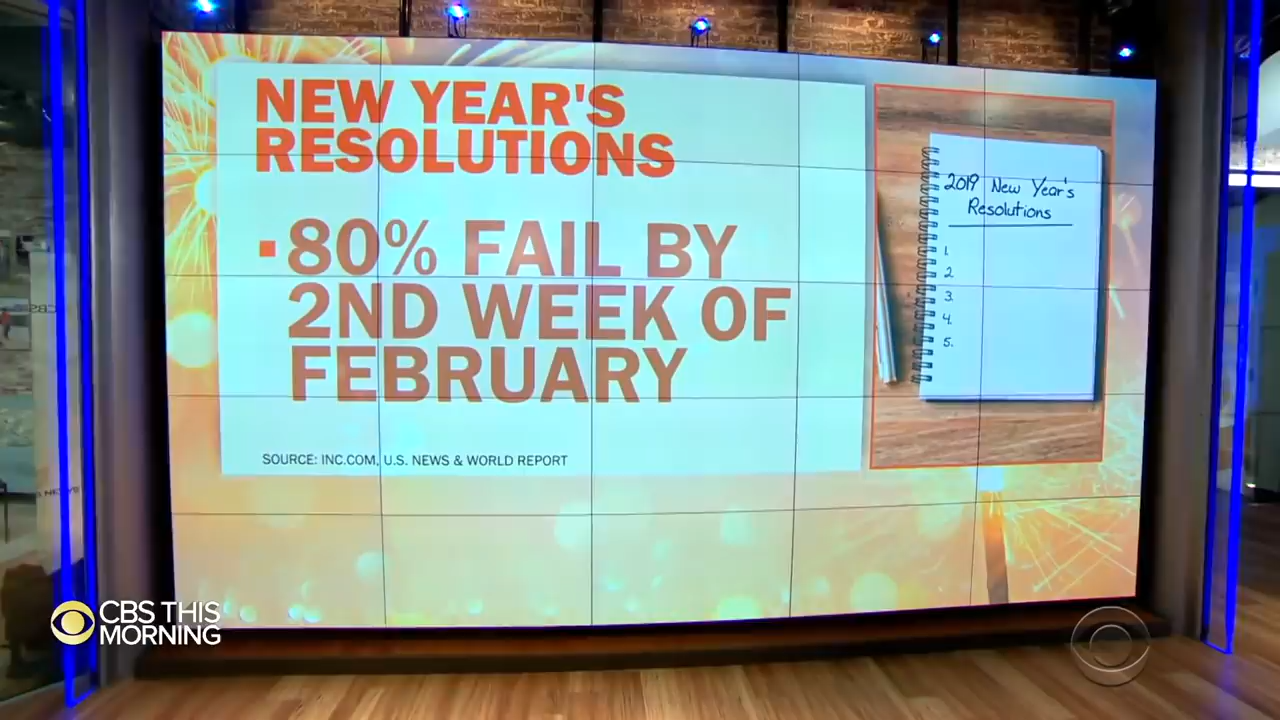 NEW YEAR'S
RESOLUTIONS
80% FAIL BY
2ND WEEK OF
FEBRUARY
SOURCE: INC.COM, U.S. NEWS & WORLD REPORT
2019 New Year's
Resolutions
1.
2
3.
4.
5.
CBS THIS
MORNING